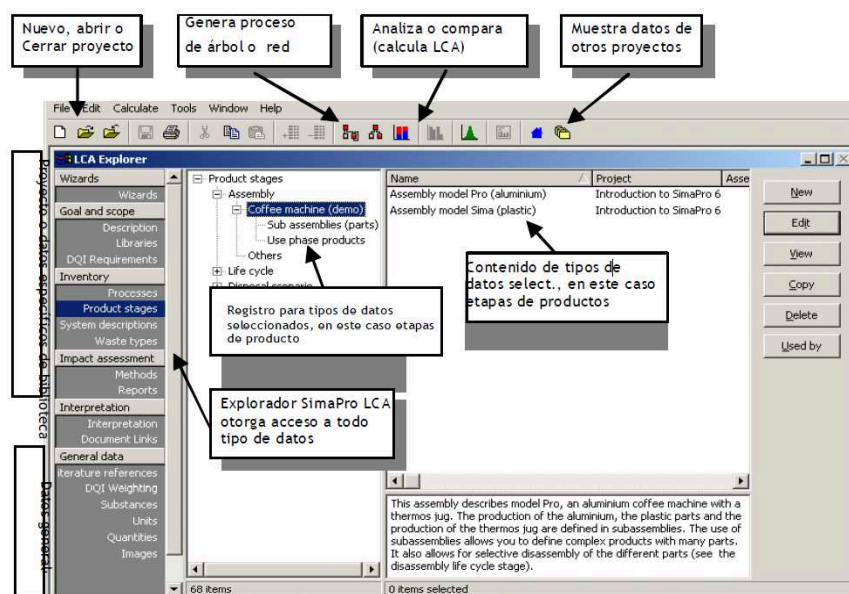 Nuevo, abrir o
Cerrar proyecto
Genera proceso
de árbol o red
Analiza o compara
(calcula LCA)
Muestra datos de
otros proyectos
File Edit Calculate Tools Window Help
LCA Explorer
Proyecto o datos específicos de biblioteca
Datos general
Wizards
Wizards
Goal and scope
Description
Libraries
DQI Requirements
Inventory
Processes
Product stages
System descriptions
Waste types
Impact assessment
Methods
Reports
Interpretation
Interpretation
Document Links
General data
iterature references
DQI Weighting
Substances
Units
Quantities
Images
Product stages
Assembly
Coffee machine (demo)
Sub assemblies (parts)
Use phase products
Others
Life cycle
Disposal scenario
Registro para tipos de datos
seleccionados, en este caso etapas
de producto
Explorador SimaPro LCA
otorga acceso a todo
tipo de datos
68 items
Name Project Asse
Assembly model Pro (aluminium) Introduction to SimaPro 6
Assembly model Sima (plastic) Introduction to SimaPro 6
Contenido de tipos de
datos select., en este caso
etapas de productos
This assembly describes model Pro, an aluminium coffee machine with a
thermos jug. The production of the aluminium, the plastic parts and the
production of the thermos jug are defined in subassemblies. The use of
subassemblies allows you to define complex products with many parts.
It also allows for selective disassembly of the different parts (see the
disassembly life cycle stage).
0 items selected
New
Edit
View
Copy
Delete
Used by